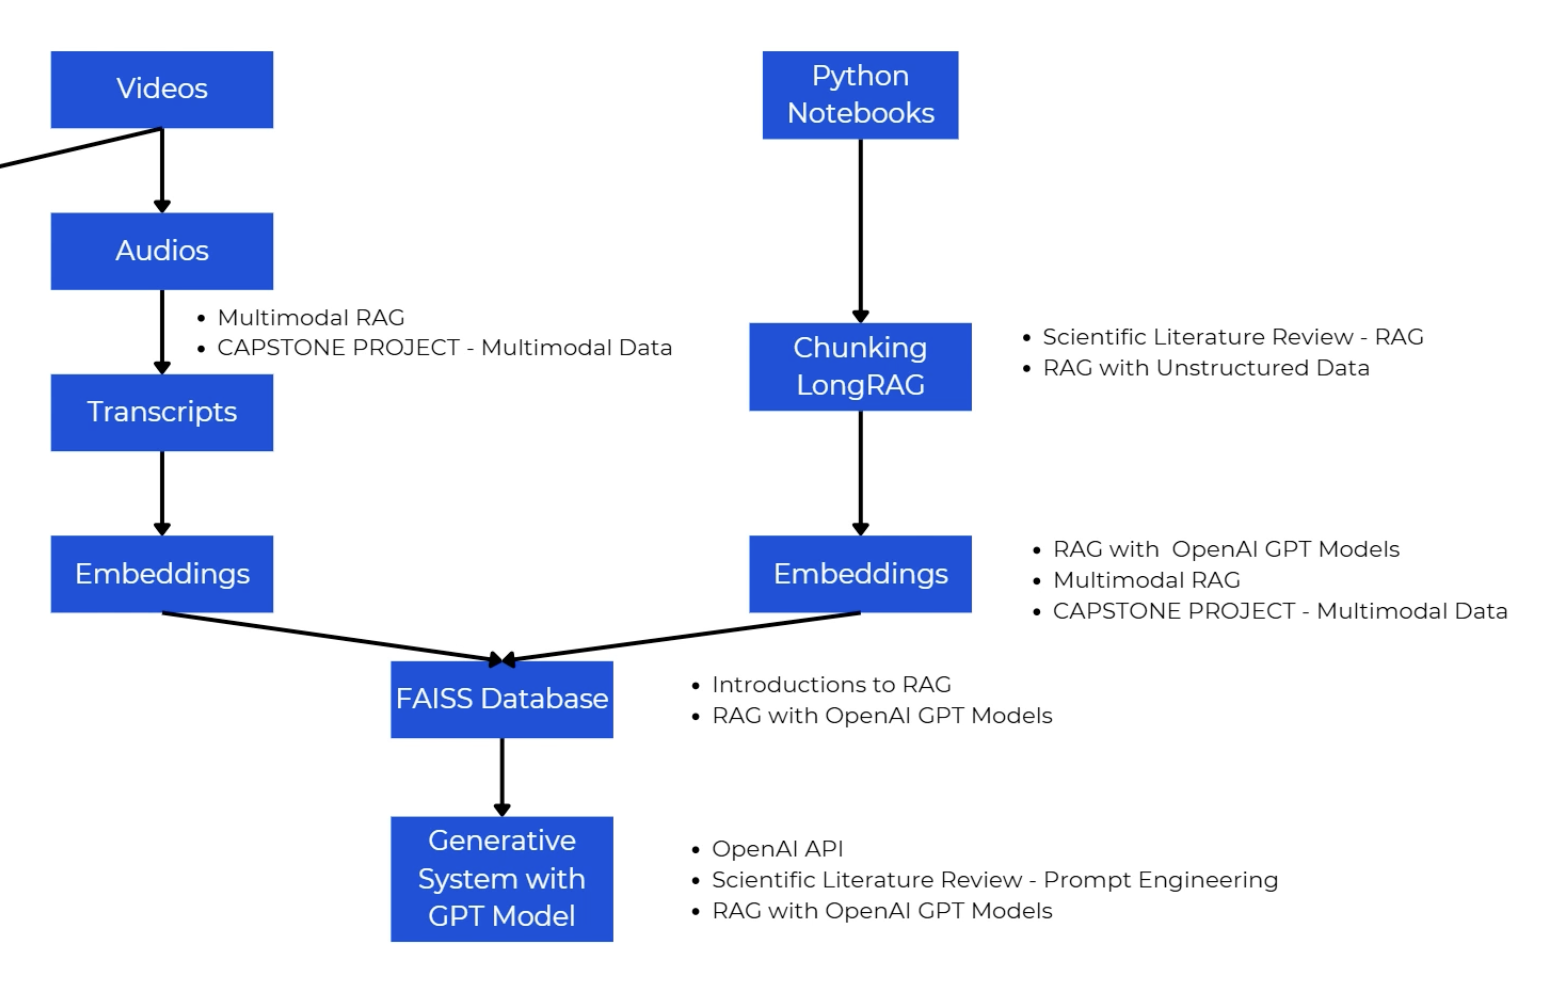 Videos
Python
Notebooks
Audios
• Multimodal RAG
• CAPSTONE PROJECT - Multimodal Data
Chunking
LongRAG
• Scientific Literature Review - RAG
• RAG with Unstructured Data
Transcripts
Embeddings
Embeddings
• RAG with OpenAI GPT Models
• Multimodal RAG
• CAPSTONE PROJECT - Multimodal Data
FAISS Database
• Introductions to RAG
• RAG with OpenAI GPT Models
Generative
System with
GPT Model
• OpenAI API
• Scientific Literature Review - Prompt Engineering
• RAG with OpenAI GPT Models